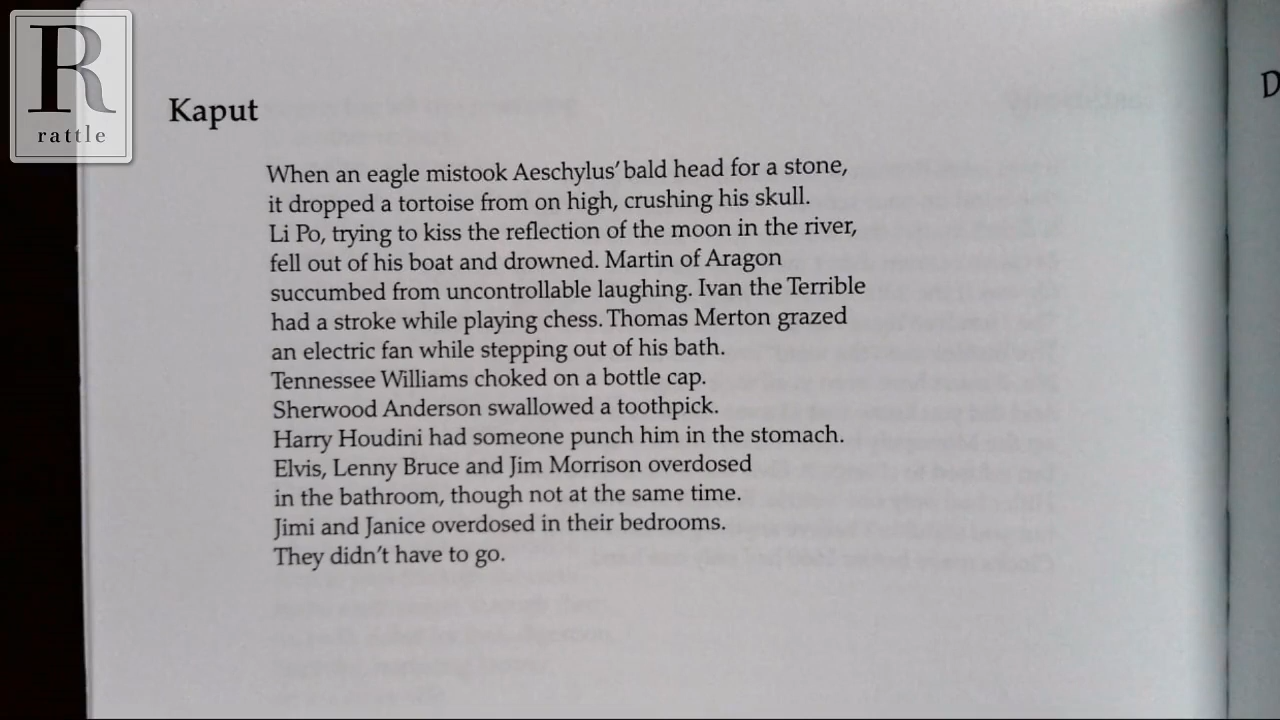 R
rattle
Kaput
When an eagle mistook Aeschylus' bald head for a stone,
it dropped a tortoise from on high, crushing his skull.
Li Po, trying to kiss the reflection of the moon in the river,
fell out of his boat and drowned. Martin of Aragon
succumbed from uncontrollable laughing. Ivan the Terrible
had a stroke while playing chess. Thomas Merton grazed
an electric fan while stepping out of his bath.
Tennessee Williams choked on a bottle cap.
Sherwood Anderson swallowed a toothpick.
Harry Houdini had someone punch him in the stomach.
Elvis, Lenny Bruce and Jim Morrison overdosed
in the bathroom, though not at the same time.
Jimi and Janice overdosed in their bedrooms.
They didn't have to go.
D